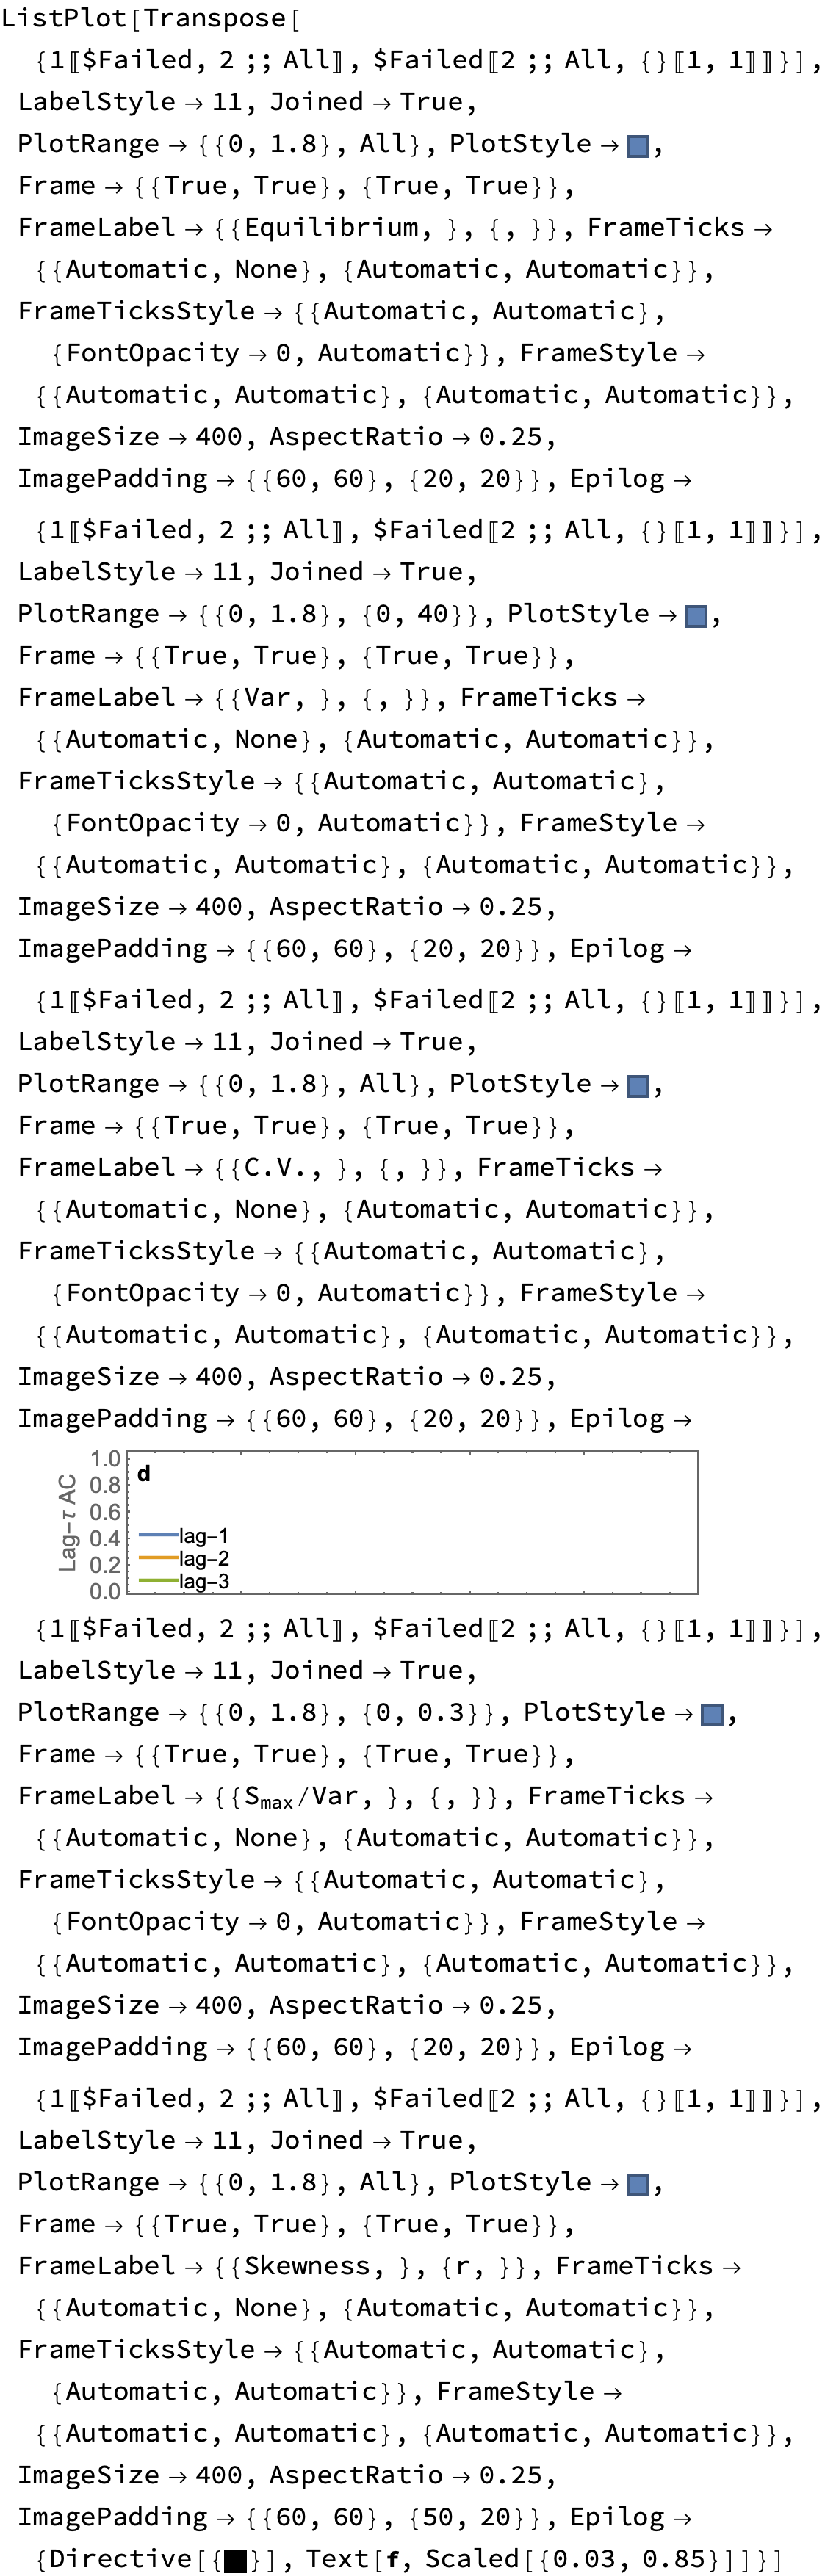 ListPlot[Transpose[
{1⟦$Failed, 2 ;; All⟧, $Failed⟦2 ;; All, {}⟦1, 1⟧⟧}],
LabelStyle → 11, Joined → True,
PlotRange → {{0, 1.8}, All}, PlotStyle → ,
Frame → {{True, True}, {True, True}},
FrameLabel → {{Equilibrium, }, {, }}, FrameTicks →
{{Automatic, None}, {Automatic, Automatic}},
FrameTicksStyle → {{Automatic, Automatic},
{FontOpacity → 0, Automatic}}, FrameStyle →
{{Automatic, Automatic}, {Automatic, Automatic}},
ImageSize → 400, AspectRatio → 0.25,
ImagePadding → {{60, 60}, {20, 20}}, Epilog →
{1⟦$Failed, 2 ;; All⟧, $Failed⟦2 ;; All, {}⟦1, 1⟧⟧}],
LabelStyle → 11, Joined → True,
PlotRange → {{0, 1.8}, {0, 40}}, PlotStyle → ,
Frame → {{True, True}, {True, True}},
FrameLabel → {{Var, }, {, }}, FrameTicks →
{{Automatic, None}, {Automatic, Automatic}},
FrameTicksStyle → {{Automatic, Automatic},
{FontOpacity → 0, Automatic}}, FrameStyle →
{{Automatic, Automatic}, {Automatic, Automatic}},
ImageSize → 400, AspectRatio → 0.25,
ImagePadding → {{60, 60}, {20, 20}}, Epilog →
{1⟦$Failed, 2 ;; All⟧, $Failed⟦2 ;; All, {}⟦1, 1⟧⟧}],
LabelStyle → 11, Joined → True,
PlotRange → {{0, 1.8}, All}, PlotStyle → ,
Frame → {{True, True}, {True, True}},
FrameLabel → {{C.V., }, {, }}, FrameTicks →
{{Automatic, None}, {Automatic, Automatic}},
FrameTicksStyle → {{Automatic, Automatic},
{FontOpacity → 0, Automatic}}, FrameStyle →
{{Automatic, Automatic}, {Automatic, Automatic}},
ImageSize → 400, AspectRatio → 0.25,
ImagePadding → {{60, 60}, {20, 20}}, Epilog →
Lag-τ AC
1.0
0.8
0.6
0.4
0.2
0.0
d
lag-1
lag-2
lag-3
{1⟦$Failed, 2 ;; All⟧, $Failed⟦2 ;; All, {}⟦1, 1⟧⟧}],
LabelStyle → 11, Joined → True,
PlotRange → {{0, 1.8}, {0, 0.3}}, PlotStyle → ,
Frame → {{True, True}, {True, True}},
FrameLabel → {{Smax/Var, }, {, }}, FrameTicks →
{{Automatic, None}, {Automatic, Automatic}},
FrameTicksStyle → {{Automatic, Automatic},
{FontOpacity → 0, Automatic}}, FrameStyle →
{{Automatic, Automatic}, {Automatic, Automatic}},
ImageSize → 400, AspectRatio → 0.25,
ImagePadding → {{60, 60}, {20, 20}}, Epilog →
{1⟦$Failed, 2 ;; All⟧, $Failed⟦2 ;; All, {}⟦1, 1⟧⟧}],
LabelStyle → 11, Joined → True,
PlotRange → {{0, 1.8}, All}, PlotStyle → ,
Frame → {{True, True}, {True, True}},
FrameLabel → {{Skewness, }, {r, }}, FrameTicks →
{{Automatic, None}, {Automatic, Automatic}},
FrameTicksStyle → {{Automatic, Automatic},
{Automatic, Automatic}}, FrameStyle →
{{Automatic, Automatic}, {Automatic, Automatic}},
ImageSize → 400, AspectRatio → 0.25,
ImagePadding → {{60, 60}, {50, 20}}, Epilog →
{Directive[{■}], Text[f, Scaled[{0.03, 0.85}]]}]